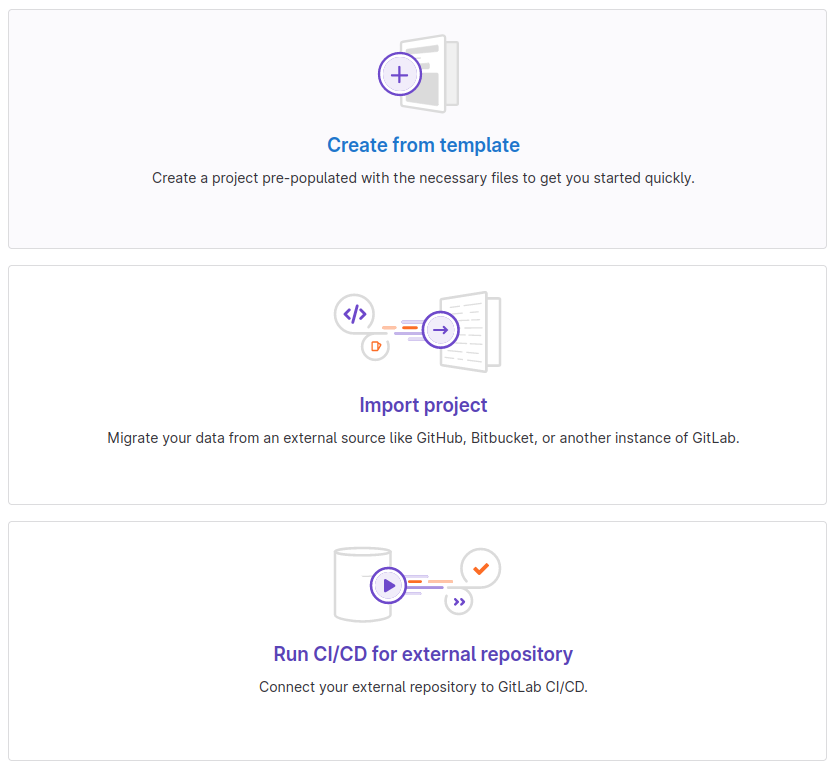 Create from template
Create a project pre-populated with the necessary files to get you started quickly.
Import project
Migrate your data from an external source like GitHub, Bitbucket, or another instance of GitLab.
Run CI/CD for external repository
Connect your external repository to GitLab CI/CD.